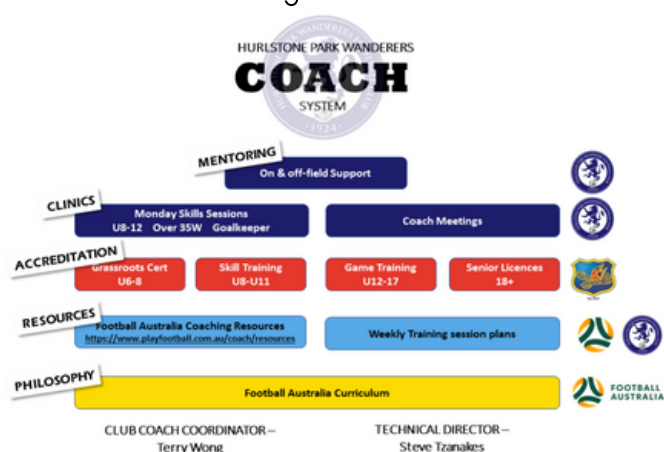 HURLSTONE PARK WANDERERS
COACH
SYSTEM
·1924·
MENTORING
On & off-field Support
CLINICS
Monday Skills Sessions
U8-12 Over 35W Goalkeeper
Coach Meetings
ACCREDITATION
Grassroots Cert
U6-8
Skill Training
U8-U11
Game Training
U12-17
Senior Licences
18+
RESOURCES
Football Australia Coaching Resources
https://www.playfootball.com.au/coach/resources
Weekly Training session plans
PHILOSOPHY
Football Australia Curriculum
FOOTBALL
AUSTRALIA
CLUB COACH COORDINATOR –
Terry Wong
TECHNICAL DIRECTOR –
Steve Tzanakes